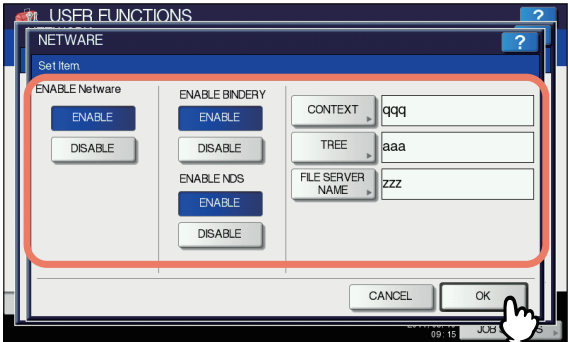 USER FUNCTIONS
?
NETWARE
?
Set Item.
ENABLE Netware
ENABLE
DISABLE
ENABLE BINDERY
ENABLE
DISABLE
ENABLE NDS
ENABLE
DISABLE
CONTEXT
qqq
TREE
aaa
FILE SERVER
NAME
zzz
CANCEL
OK
09:15